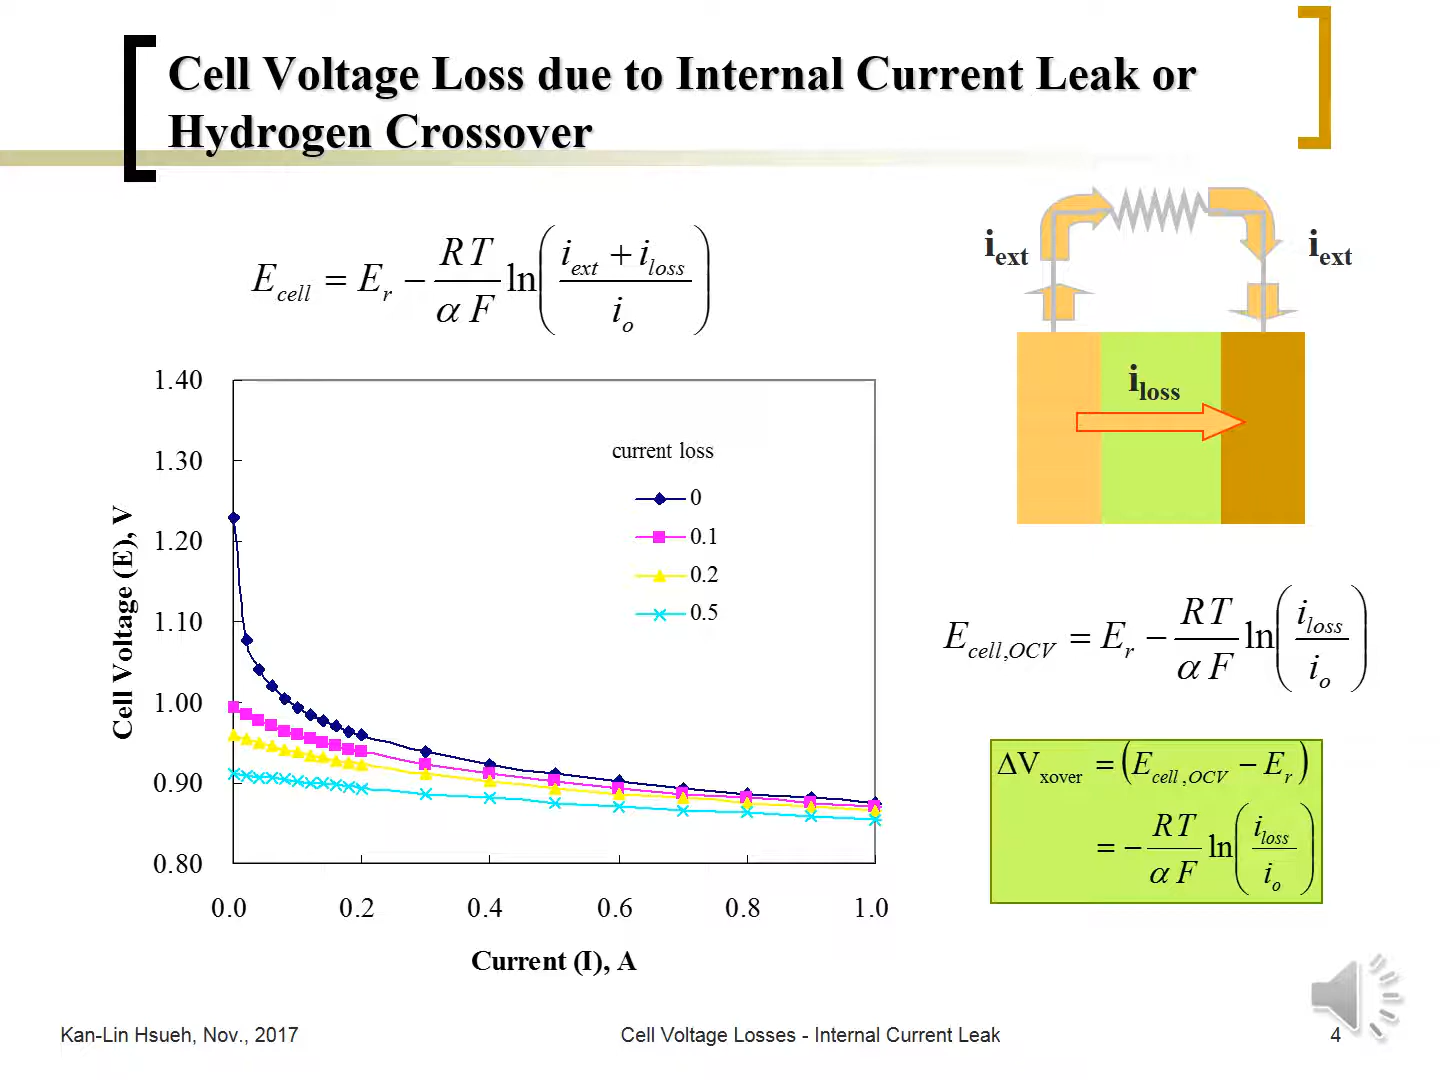 Cell Voltage Loss due to Internal Current Leak or
Hydrogen Crossover
E_cell = E_r − RT/αF ln((i_ext + i_loss)/i_o)
i_ext
i_ext
i_loss
1.40
1.30
1.20
1.10
1.00
0.90
0.80
Cell Voltage (E), V
current loss
0
0.1
0.2
0.5
0.0 0.2 0.4 0.6 0.8 1.0
Current (I), A
E_cell,OCV = E_r − RT/αF ln(i_loss/i_o)
ΔV_xover = (E_cell,OCV − E_r)
= − RT/αF ln(i_loss/i_o)
Kan-Lin Hsueh, Nov., 2017
Cell Voltage Losses - Internal Current Leak
4